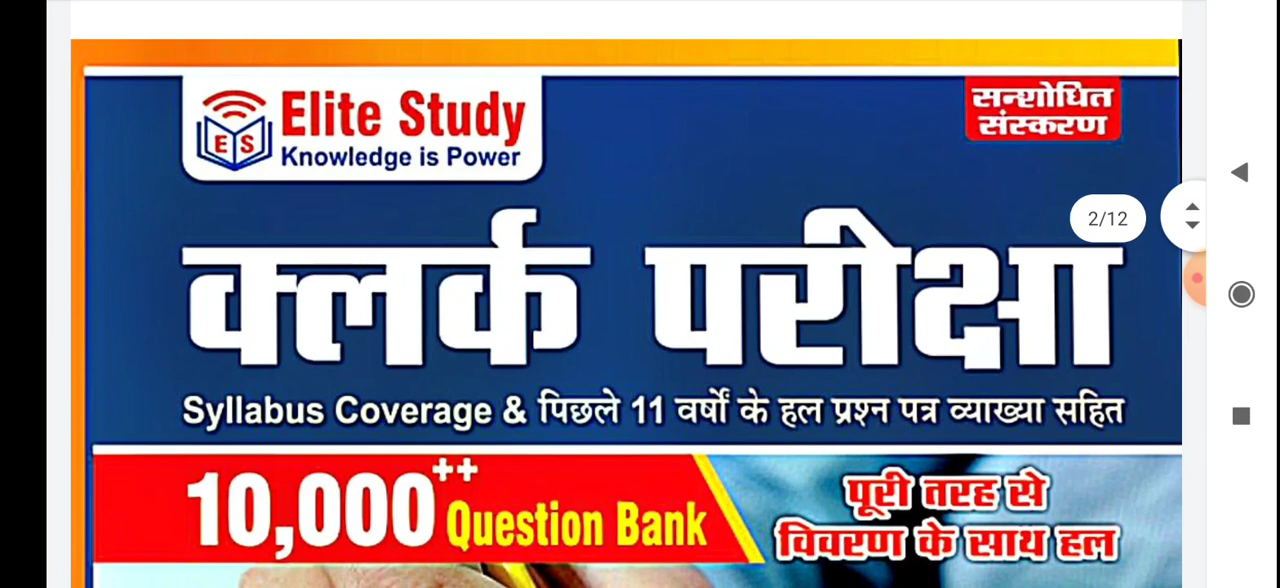 Elite Study
Knowledge is Power
ES
सन्शोधित
संस्करण
क्लर्क परीक्षा
2/12
Syllabus Coverage & पिछले 11 वर्षों के हल प्रश्न पत्र व्याख्या सहित
10,000++ Question Bank
पूरी तरह से
विवरण के साथ हल